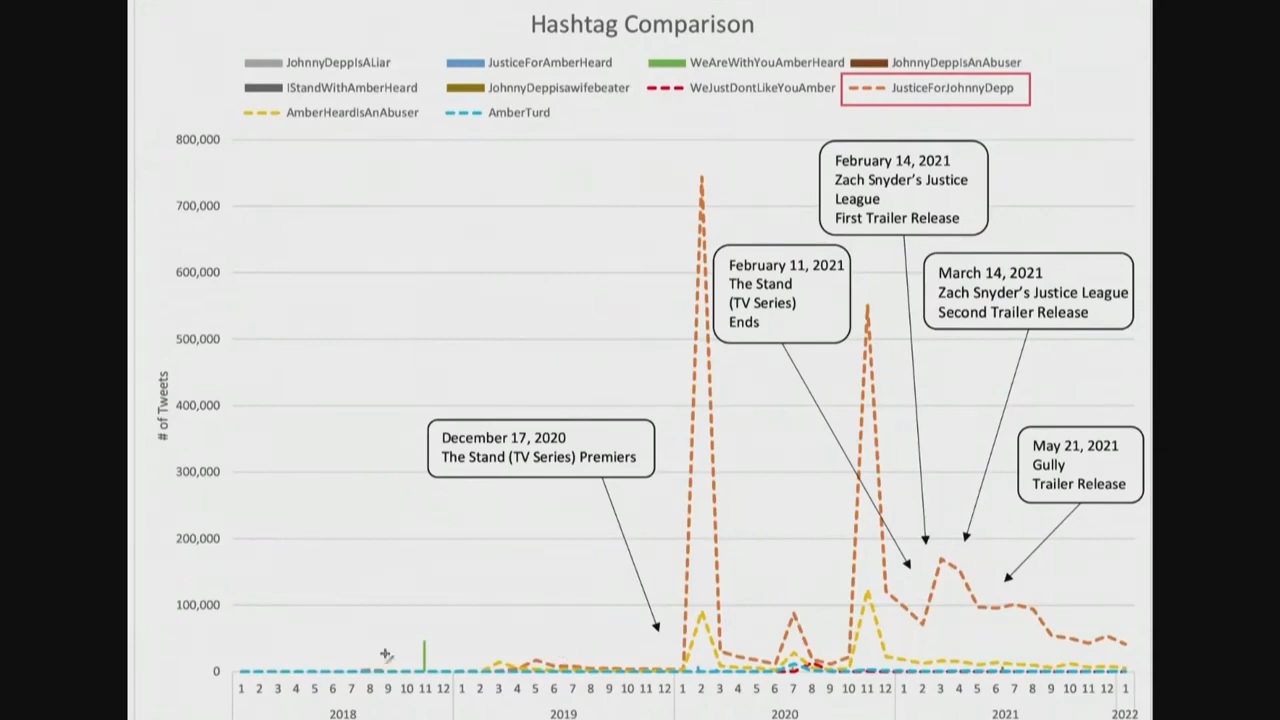 Hashtag Comparison
JohnnyDeppIsALiar
JusticeForAmberHeard
WeAreWithYouAmberHeard
JohnnyDeppIsAnAbuser
IStandWithAmberHeard
JohnnyDeppisawifebeater
WeJustDontLikeYouAmber
JusticeForJohnnyDepp
AmberHeardIsAnAbuser
AmberTurd
800,000
700,000
600,000
500,000
400,000
300,000
200,000
100,000
0
# of Tweets
February 14, 2021
Zach Snyder's Justice
League
First Trailer Release
February 11, 2021
The Stand
(TV Series)
Ends
March 14, 2021
Zach Snyder's Justice League
Second Trailer Release
December 17, 2020
The Stand (TV Series) Premiers
May 21, 2021
Gully
Trailer Release
1 2 3 4 5 6 7 8 9 10 11 12 1 2 3 4 5 6 7 8 9 10 11 12 1 2 3 4 5 6 7 8 9 10 11 12 1 2 3 4 5 6 7 8 9 10 11 12 1
2018 2019 2020 2021 2022